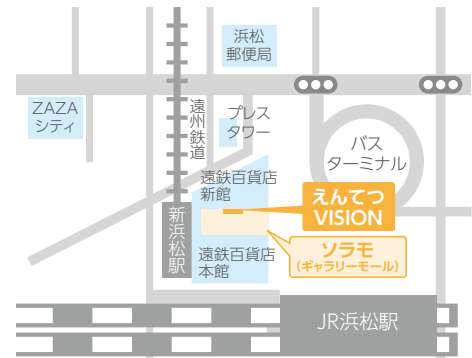 浜松
郵便局
ZAZA
シティ
遠州鉄道
プレス
タワー
バス
ターミナル
遠鉄百貨店
新館
えんてつ
VISION
新浜松駅
ソラモ
(ギャラリーモール)
遠鉄百貨店
本館
JR浜松駅